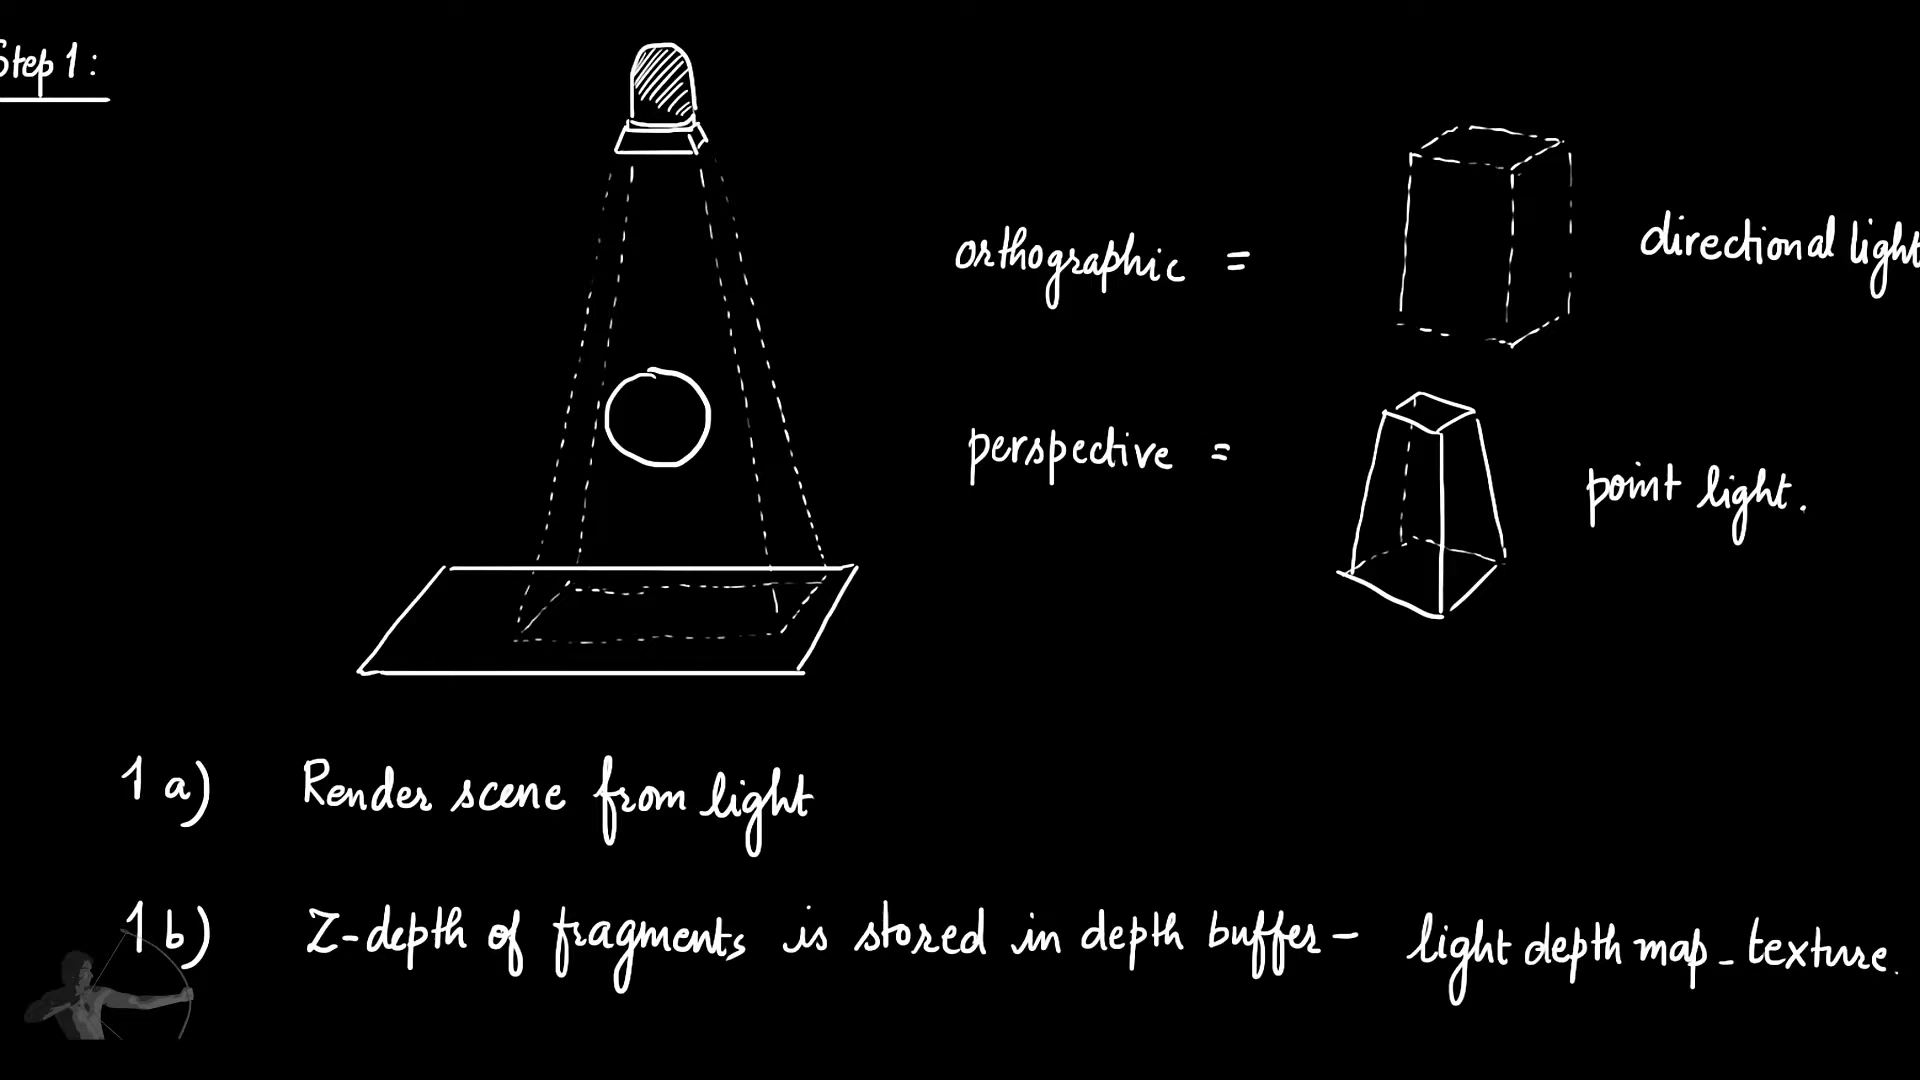 Step 1:
orthographic = directional light
perspective = point light.
1 a) Render scene from light
1 b) Z-depth of fragments is stored in depth buffer - light depth map - texture.